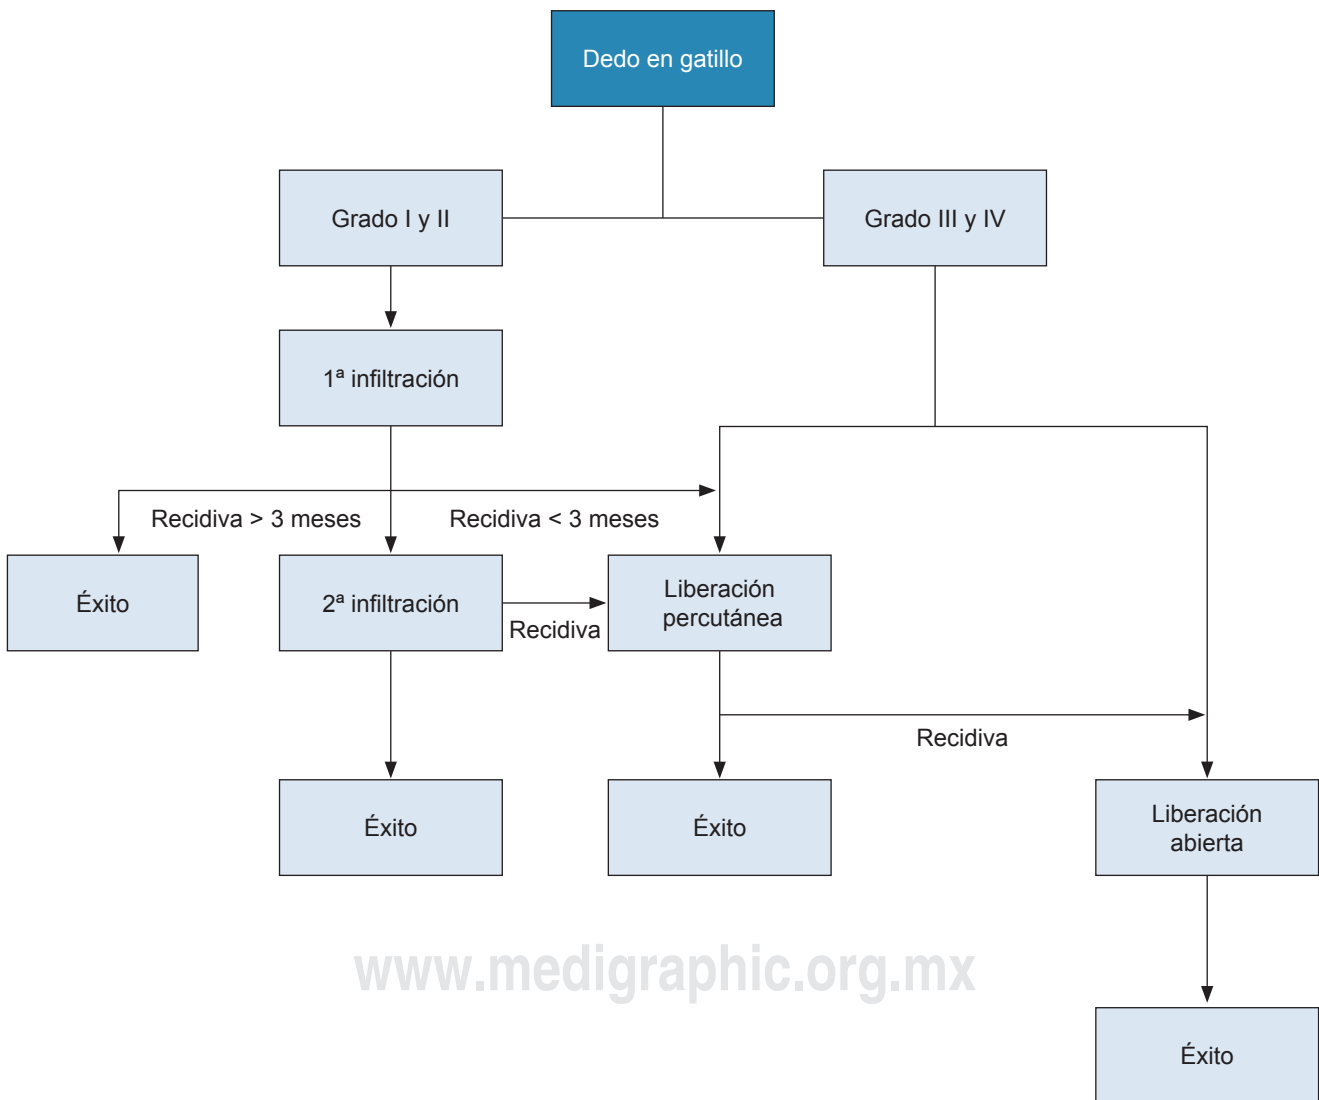 Dedo en gatillo
Grado I y II
Grado III y IV
1ª infiltración
Recidiva > 3 meses
Recidiva < 3 meses
Éxito
2ª infiltración
Recidiva
Liberación
percutánea
Recidiva
Éxito
Éxito
Liberación
abierta
www.medigraphic.org.mx
Éxito